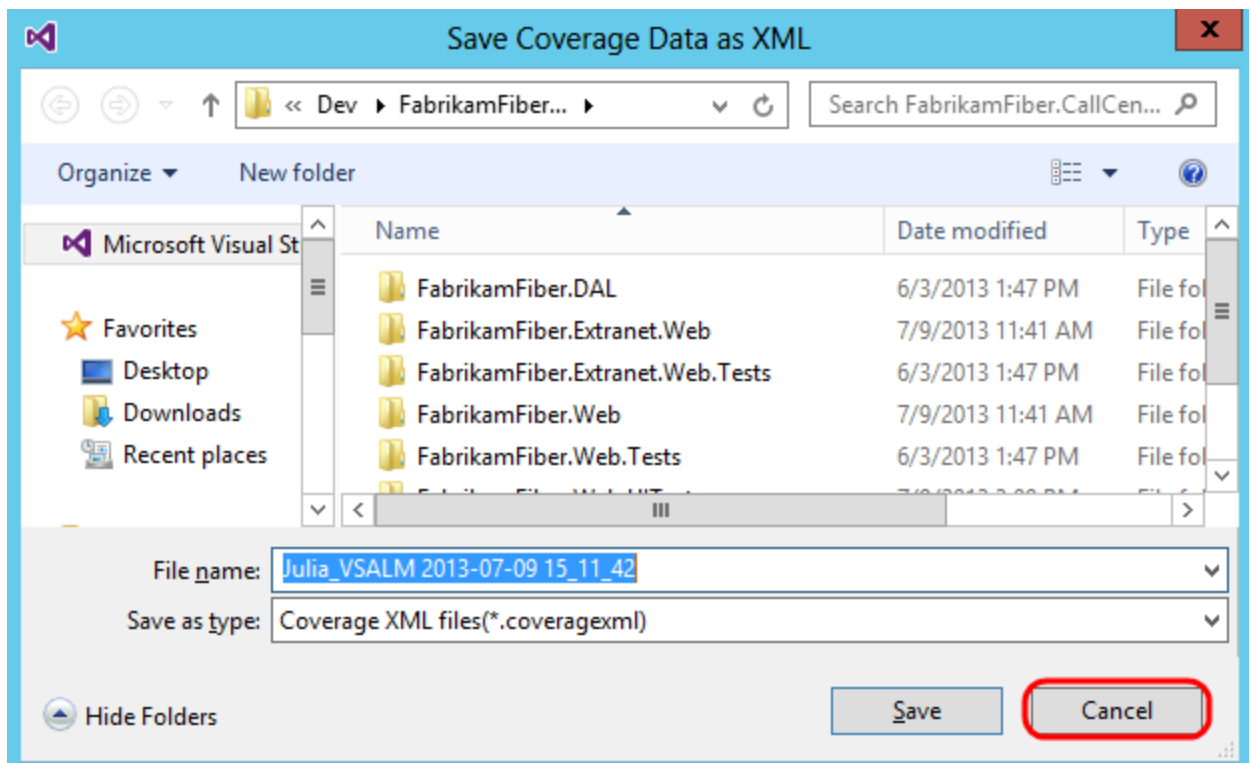 Save Coverage Data as XML
x
« Dev FabrikamFiber...
Search FabrikamFiber.CallCen...
Organize
New folder
Microsoft Visual St
Name
Date modified
Type
FabrikamFiber.DAL 6/3/2013 1:47 PM File fol
Favorites
FabrikamFiber.Extranet.Web 7/9/2013 11:41 AM File fol
Desktop
FabrikamFiber.Extranet.Web.Tests 6/3/2013 1:47 PM File fol
Downloads
FabrikamFiber.Web 7/9/2013 11:41 AM File fol
Recent places
FabrikamFiber.Web.Tests 6/3/2013 1:47 PM File fol
File name: Julia_VSALM 2013-07-09 15_11_42
Save as type: Coverage XML files(*.coveragexml)
Hide Folders
Save
Cancel